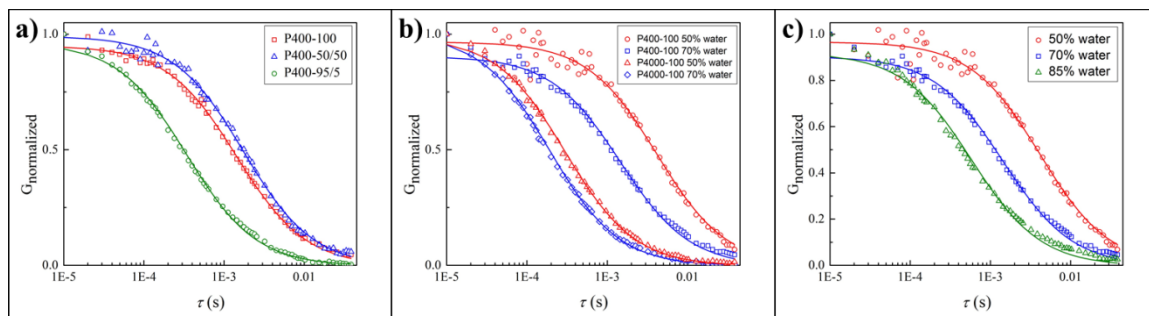 a)
P400-100
P400-50/50
P400-95/5
1.0
0.5
0.0
G normalized
1E-5
1E-4
1E-3
0.01
τ (s)
b)
P400-100 50% water
P400-100 70% water
P4000-100 50% water
P4000-100 70% water
1.0
0.5
0.0
G normalized
1E-5
1E-4
1E-3
0.01
τ (s)
c)
50% water
70% water
85% water
1.0
0.8
0.6
0.4
0.2
0.0
G normalized
1E-5
1E-4
1E-3
0.01
τ (s)